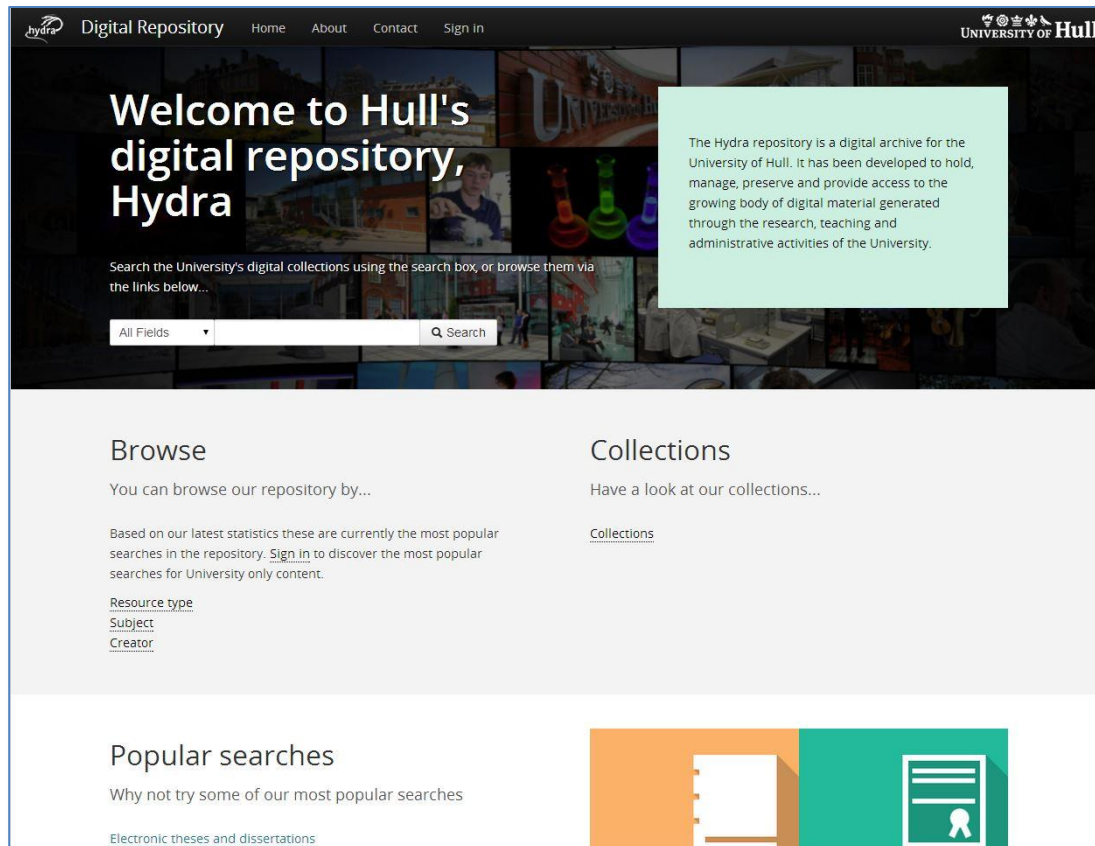 hydra
Digital Repository
Home
About
Contact
Sign in
UNIVERSITY OF Hull
Welcome to Hull's
digital repository,
Hydra
Search the University's digital collections using the search box, or browse them via
the links below...
All Fields
Search
The Hydra repository is a digital archive for the
University of Hull. It has been developed to hold,
manage, preserve and provide access to the
growing body of digital material generated
through the research, teaching and
administrative activities of the University.
Browse
You can browse our repository by...
Based on our latest statistics these are currently the most popular
searches in the repository. Sign in to discover the most popular
searches for University only content.
Resource type
Subject
Creator
Collections
Have a look at our collections...
Collections
Popular searches
Why not try some of our most popular searches
Electronic theses and dissertations